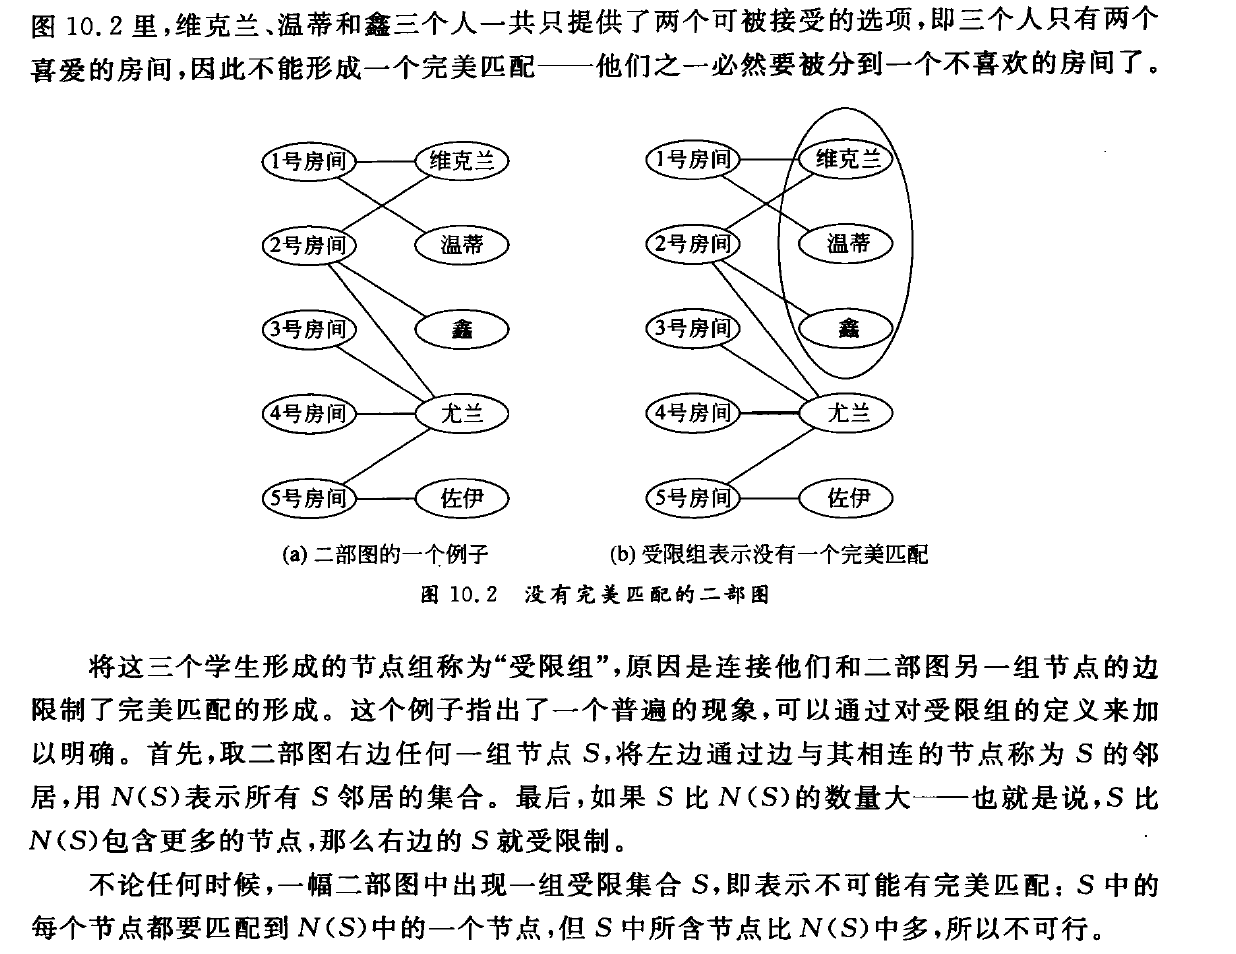 图 10.2 里,维克兰、温蒂和鑫三个人一共只提供了两个可被接受的选项,即三个人只有两个
喜爱的房间,因此不能形成一个完美匹配——他们之一必然要被分到一个不喜欢的房间了。
1号房间 维克兰 1号房间 维克兰
2号房间 温蒂 2号房间 温蒂
3号房间 鑫 3号房间 鑫
4号房间 尤兰 4号房间 尤兰
5号房间 佐伊 5号房间 佐伊
(a) 二部图的一个例子 (b) 受限组表示没有一个完美匹配
图 10.2 没有完美匹配的二部图
将这三个学生形成的节点组称为“受限组”,原因是连接他们和二部图另一组节点的边
限制了完美匹配的形成。这个例子指出了一个普遍的现象,可以通过对受限组的定义来加
以明确。首先,取二部图右边任何一组节点 S,将左边通过边与其相连的节点称为 S 的邻
居,用 N(S)表示所有 S 邻居的集合。最后,如果 S 比 N(S)的数量大——也就是说,S 比
N(S)包含更多的节点,那么右边的 S 就受限制。
不论任何时候,一幅二部图中出现一组受限集合 S,即表示不可能有完美匹配;S 中的
每个节点都要匹配到 N(S)中的一个节点,但 S 中所含节点比 N(S)中多,所以不可行。